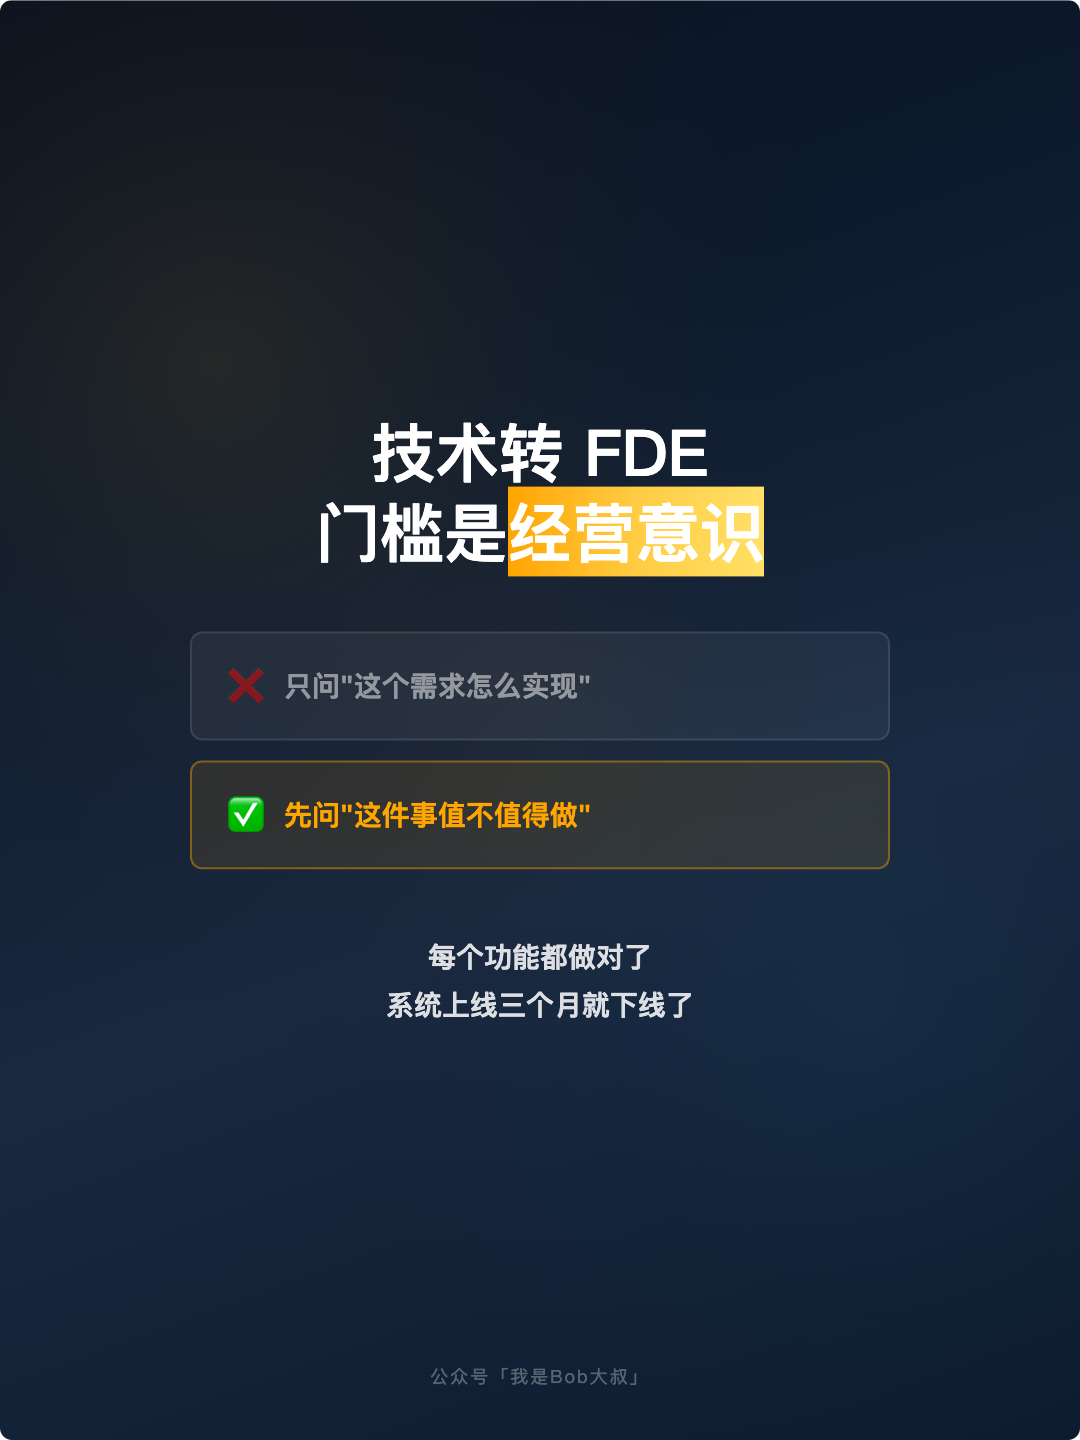 技术转 FDE
门槛是经营意识
❌ 只问"这个需求怎么实现"
✅ 先问"这件事值不值得做"
每个功能都做对了
系统上线三个月就下线了
公众号「我是Bob大叔」